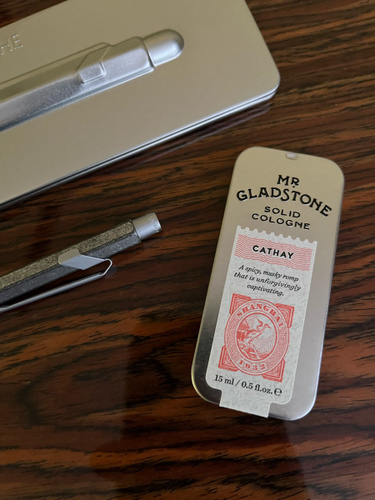 MR
GLADSTONE
SOLID
COLOGNE
CATHAY
A spicy, musky romp
that is unforgivingly
captivating.
SHANGHAI
1932
15 ml / 0.5 fl.oz. ℮